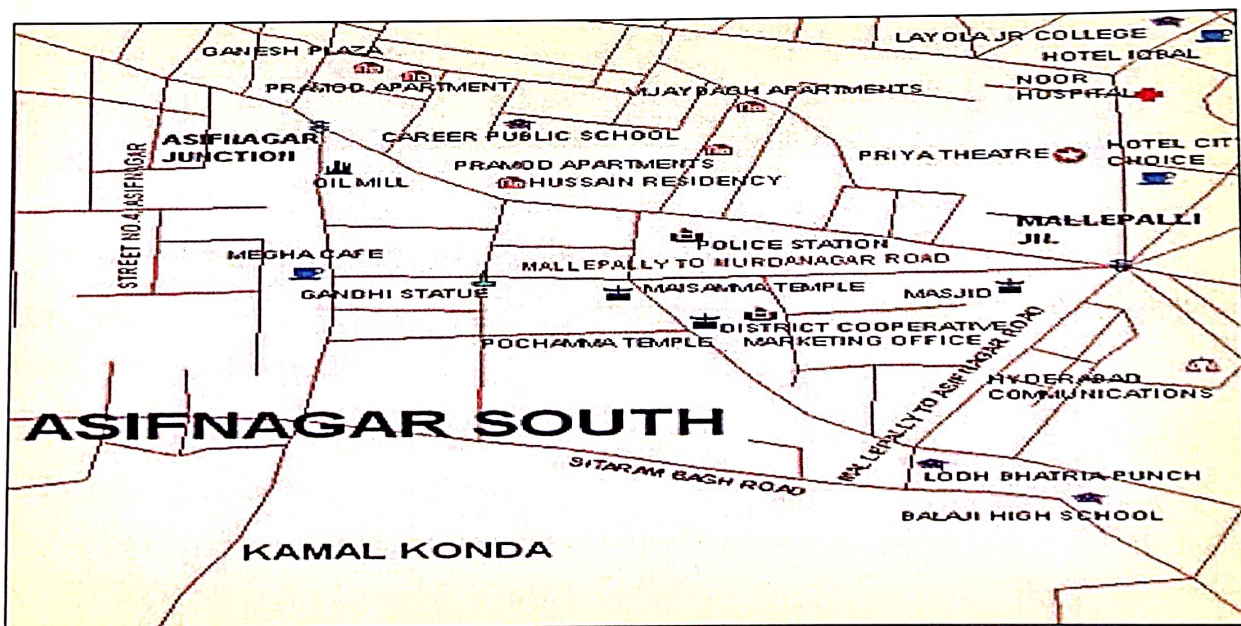 LAYOLA JR COLLEGE
HOTEL IQBAL
GANESH PLAZA
NOOR
HOSPITAL
PRAMOD APARTMENT
VIJAYBAGH APARTMENTS
ASIFNAGAR
JUNCTION
CAREER PUBLIC SCHOOL
HOTEL CITY
CHOICE
PRIYA THEATRE
PRAMOD APARTMENTS
OIL MILL
HUSSAIN RESIDENCY
STREET NO.4 ASIFNAGAR
MALLEPALLI
JIL
POLICE STATION
MEGHA CAFE
MALLEPALLY TO MURDANAGAR ROAD
GANDHI STATUE
MAISAMMA TEMPLE
MASJID
DISTRICT COOPERATIVE
MARKETING OFFICE
POCHAMMA TEMPLE
MALLEPALLY TO ASIFNAGAR ROAD
HYDERABAD
COMMUNICATIONS
ASIFNAGAR SOUTH
SITARAM BAGH ROAD
LODH BHATRIA PUNCH
BALAJI HIGH SCHOOL
KAMAL KONDA